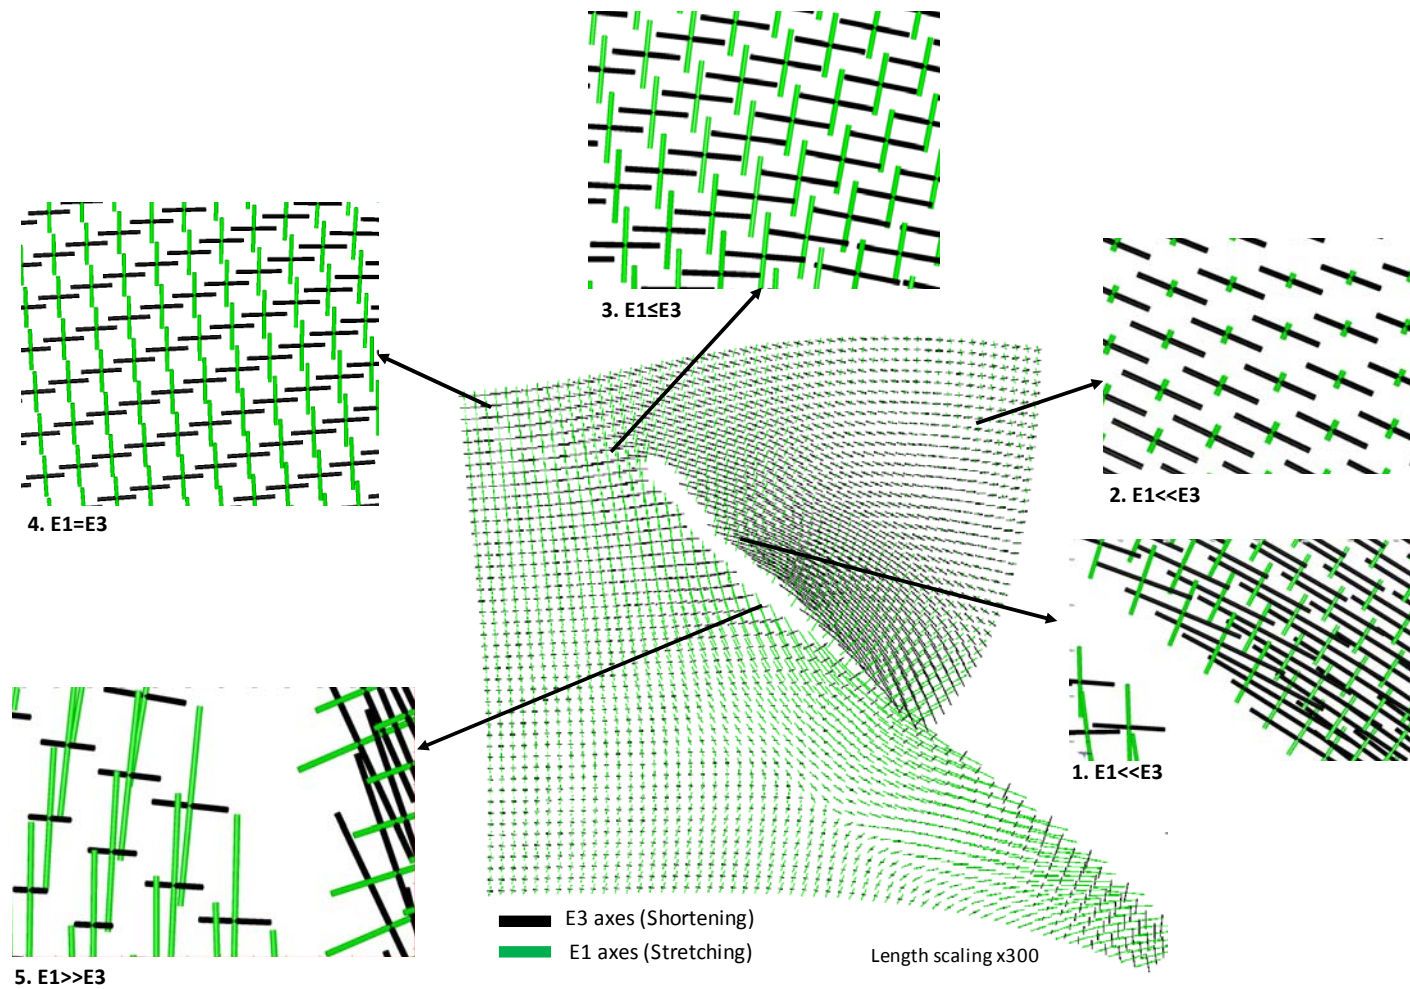 3. E1≤E3
2. E1<<E3
4. E1=E3
1. E1<<E3
5. E1>>E3
E3 axes (Shortening)
E1 axes (Stretching)
Length scaling x300